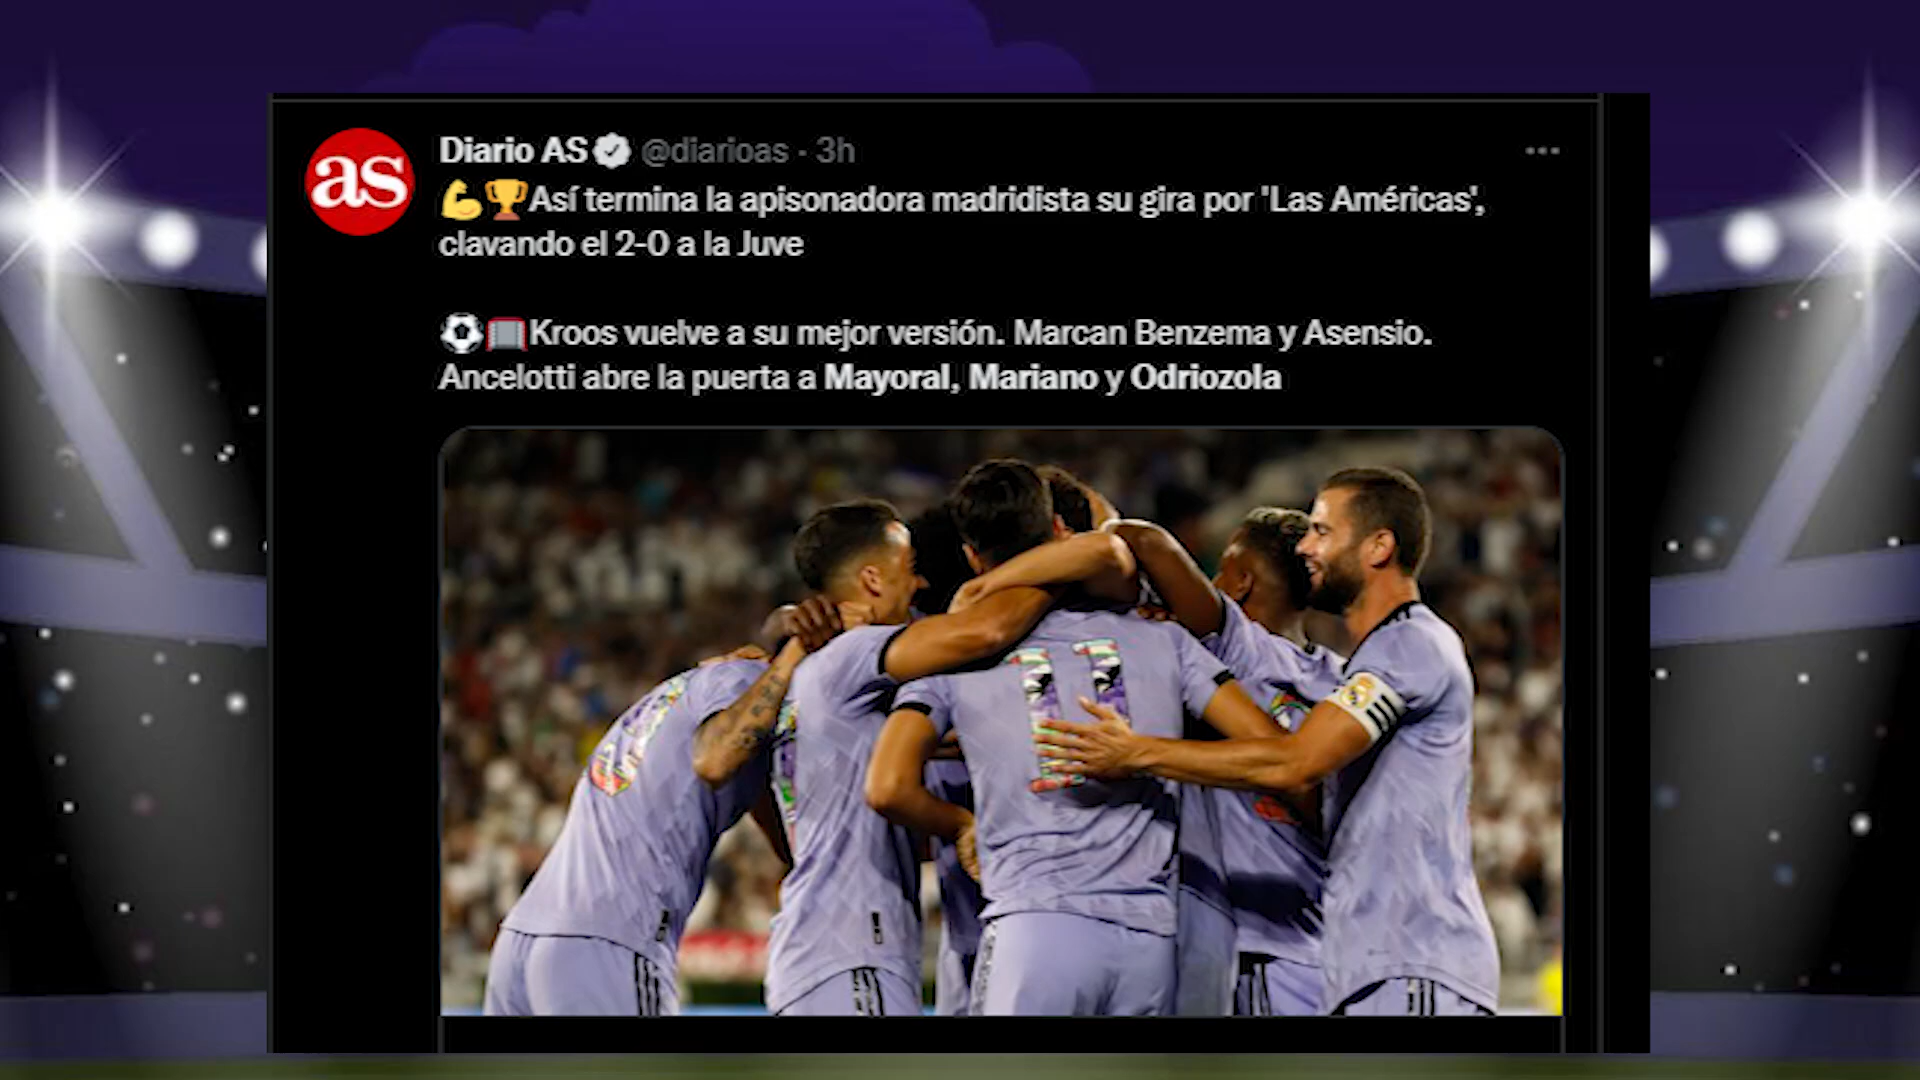 as
Diario AS @diarioas · 3h
💪🏆Así termina la apisonadora madridista su gira por 'Las Américas',
clavando el 2-0 a la Juve
⚽🥅Kroos vuelve a su mejor versión. Marcan Benzema y Asensio.
Ancelotti abre la puerta a Mayoral, Mariano y Odriozola
11